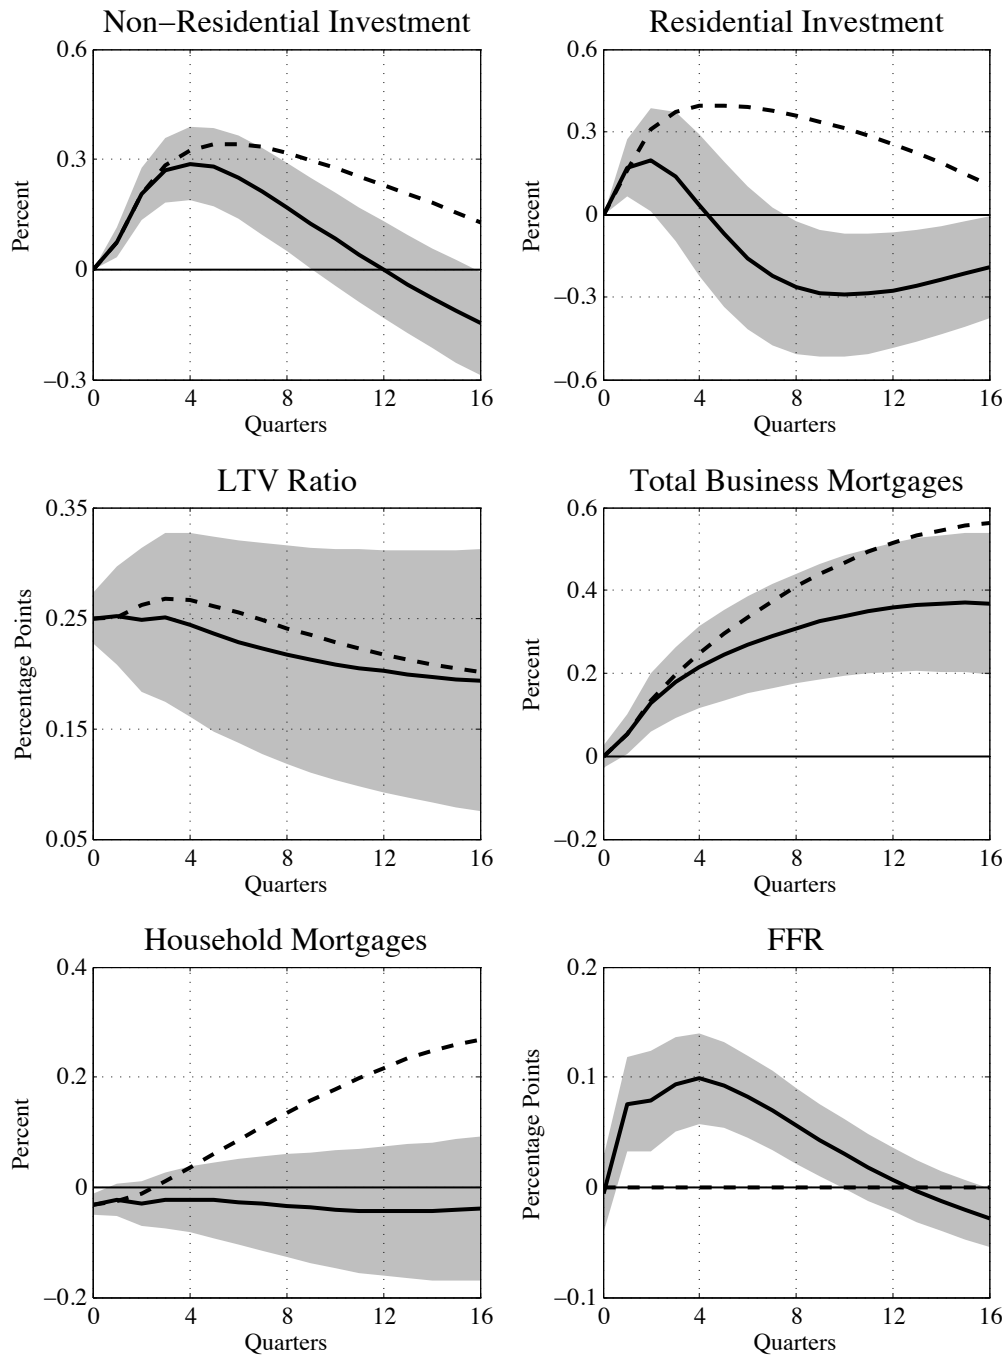 Non−Residential Investment
Percent
0.6
0.3
0
−0.3
0 4 8 12 16
Quarters
Residential Investment
Percent
0.6
0.3
0
−0.3
−0.6
0 4 8 12 16
Quarters
LTV Ratio
Percentage Points
0.35
0.25
0.15
0.05
0 4 8 12 16
Quarters
Total Business Mortgages
Percent
0.6
0.4
0.2
0
−0.2
0 4 8 12 16
Quarters
Household Mortgages
Percent
0.4
0.2
0
−0.2
0 4 8 12 16
Quarters
FFR
Percentage Points
0.2
0.1
0
−0.1
0 4 8 12 16
Quarters